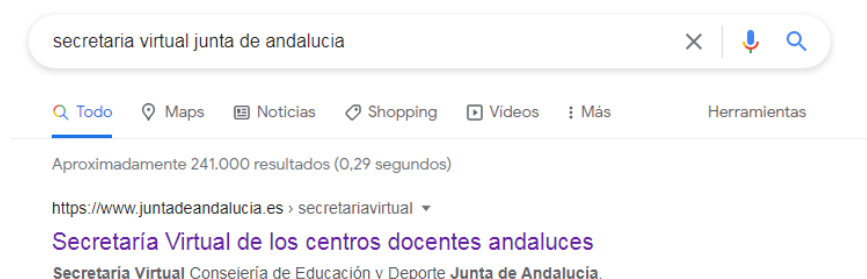 secretaria virtual junta de andalucia
Todo Maps Noticias Shopping Videos Más Herramientas
Aproximadamente 241.000 resultados (0,29 segundos)
https://www.juntadeandalucia.es › secretariavirtual
Secretaría Virtual de los centros docentes andaluces
Secretaría Virtual Consejería de Educación y Deporte Junta de Andalucía.